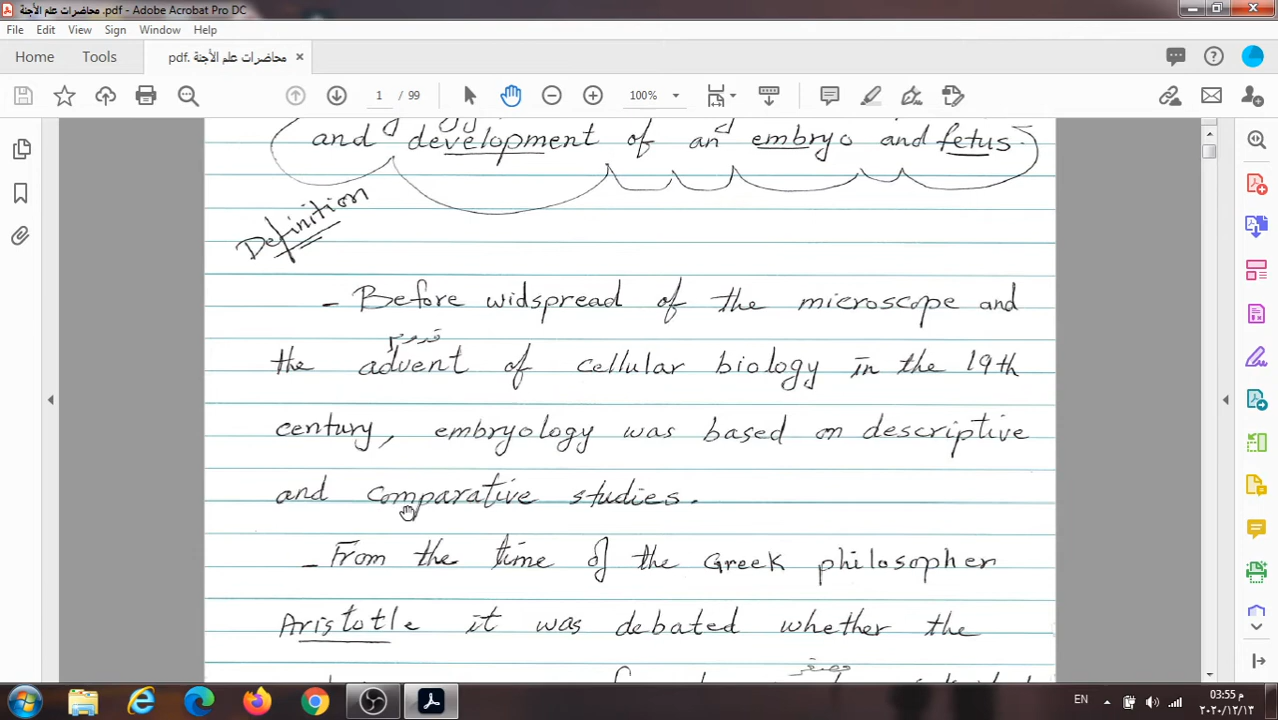 محاضرات علم الأجنة .pdf - Adobe Acrobat Pro DC
File Edit View Sign Window Help
Home Tools محاضرات علم الأجنة .pdf ×
1 / 99 100%
and development of an embryo and fetus
Definition
- Before widspread of the microscope and
قدوم
the advent of cellular biology in the 19th
century, embryology was based on descriptive
and comparative studies.
- From the time of the Greek philosopher
Aristotle it was debated whether the
EN 03:55 م
٢٠٢٠/١٢/١٣